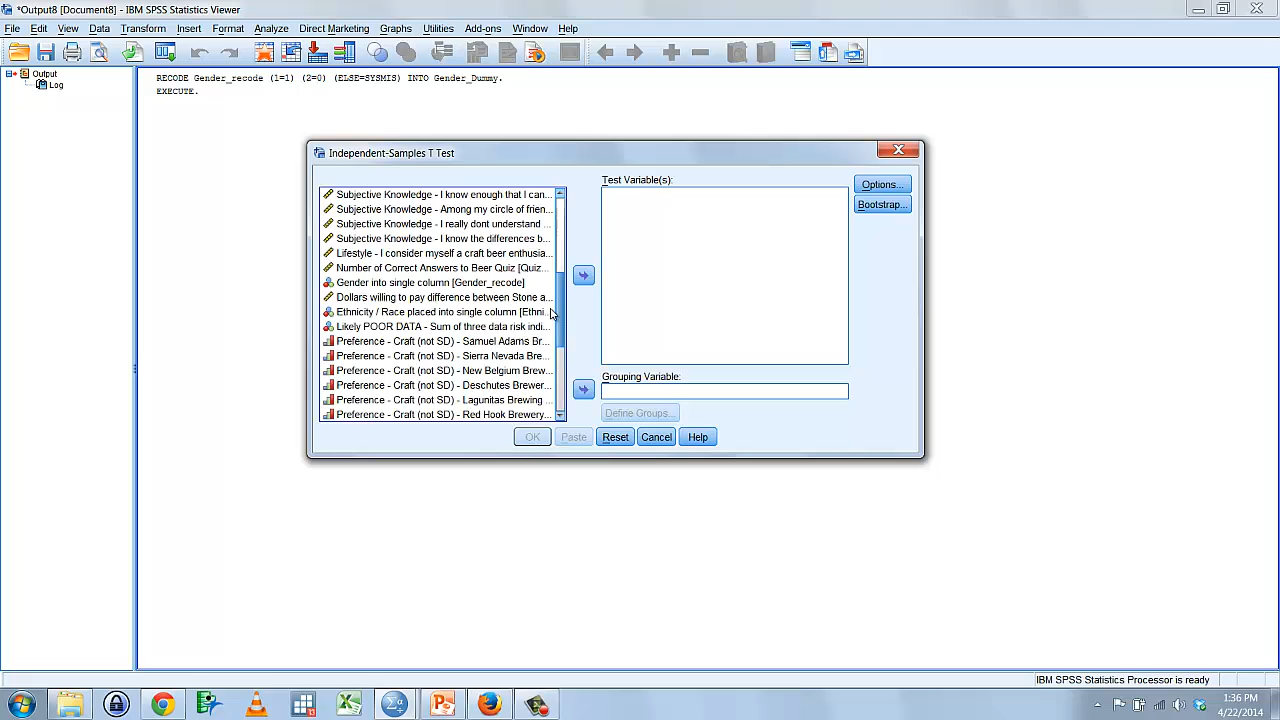 *Output8 [Document8] - IBM SPSS Statistics Viewer
File Edit View Data Transform Insert Format Analyze Direct Marketing Graphs Utilities Add-ons Window Help
Output
Log
RECODE Gender_recode (1=1) (2=0) (ELSE=SYSMIS) INTO Gender_Dummy.
EXECUTE.
Independent-Samples T Test
Subjective Knowledge - I know enough that I can...
Subjective Knowledge - Among my circle of frien...
Subjective Knowledge - I really dont understand ...
Subjective Knowledge - I know the differences b...
Lifestyle - I consider myself a craft beer enthusia...
Number of Correct Answers to Beer Quiz [Quiz...
Gender into single column [Gender_recode]
Dollars willing to pay difference between Stone a...
Ethnicity / Race placed into single column [Ethni...
Likely POOR DATA - Sum of three data risk indi...
Preference - Craft (not SD) - Samuel Adams Br...
Preference - Craft (not SD) - Sierra Nevada Bre...
Preference - Craft (not SD) - New Belgium Brew...
Preference - Craft (not SD) - Deschutes Brewer...
Preference - Craft (not SD) - Lagunitas Brewing ...
Preference - Craft (not SD) - Red Hook Brewery...
Test Variable(s):
Grouping Variable:
Define Groups...
Options...
Bootstrap...
OK Paste Reset Cancel Help
IBM SPSS Statistics Processor is ready
1:36 PM
4/22/2014